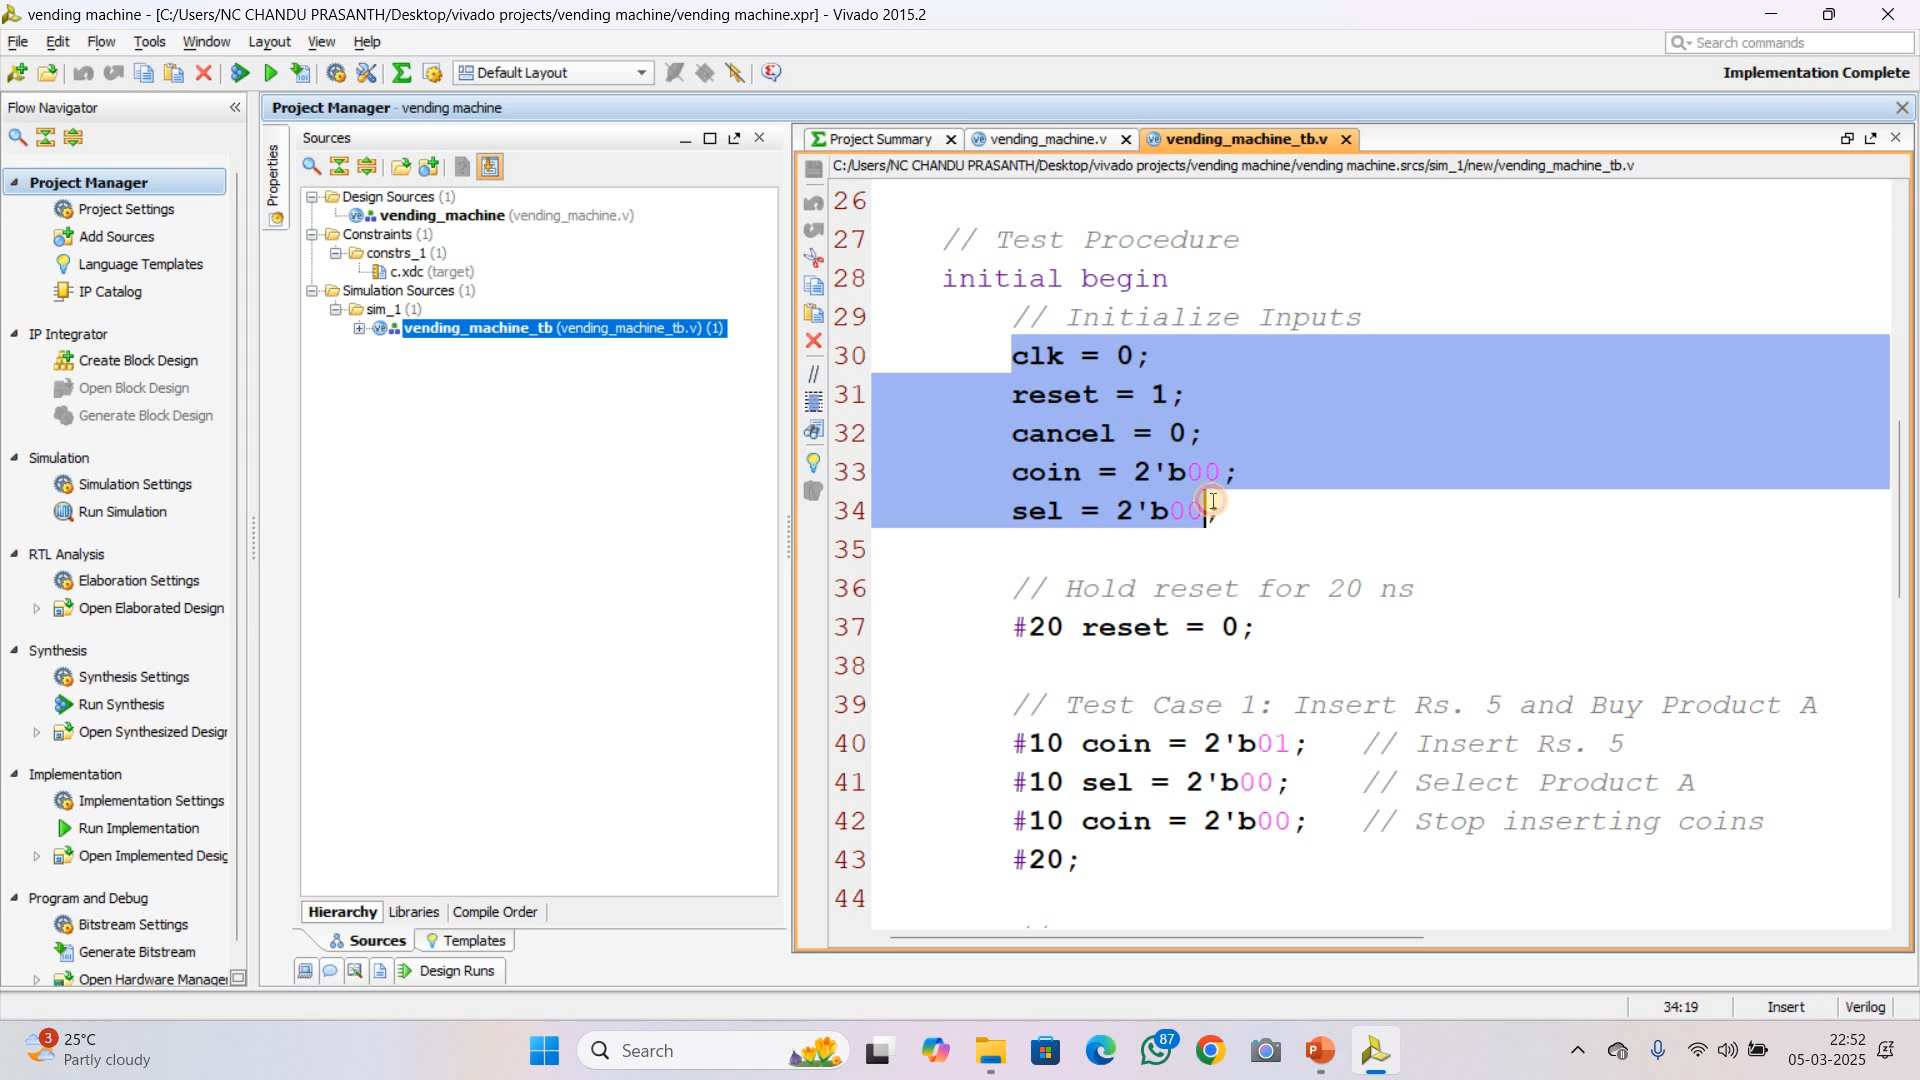 vending machine - [C:/Users/NC CHANDU PRASANTH/Desktop/vivado projects/vending machine/vending machine.xpr] - Vivado 2015.2
File Edit Flow Tools Window Layout View Help
Search commands
Default Layout
Implementation Complete
Flow Navigator
Project Manager
Project Settings
Add Sources
Language Templates
IP Catalog
IP Integrator
Create Block Design
Open Block Design
Generate Block Design
Simulation
Simulation Settings
Run Simulation
RTL Analysis
Elaboration Settings
Open Elaborated Design
Synthesis
Synthesis Settings
Run Synthesis
Open Synthesized Desigr
Implementation
Implementation Settings
Run Implementation
Open Implemented Desig
Program and Debug
Bitstream Settings
Generate Bitstream
Open Hardware Manager
Project Manager - vending machine
Properties
Sources
Design Sources (1)
vending_machine (vending_machine.v)
Constraints (1)
constrs_1 (1)
c.xdc (target)
Simulation Sources (1)
sim_1 (1)
vending_machine_tb (vending_machine_tb.v) (1)
Hierarchy Libraries Compile Order
Sources Templates
Design Runs
Project Summary vending_machine.v vending_machine_tb.v
C:/Users/NC CHANDU PRASANTH/Desktop/vivado projects/vending machine/vending machine.srcs/sim_1/new/vending_machine_tb.v
26
27 // Test Procedure
28 initial begin
29 // Initialize Inputs
30 clk = 0;
31 reset = 1;
32 cancel = 0;
33 coin = 2'b00;
34 sel = 2'b00;
35
36 // Hold reset for 20 ns
37 #20 reset = 0;
38
39 // Test Case 1: Insert Rs. 5 and Buy Product A
40 #10 coin = 2'b01; // Insert Rs. 5
41 #10 sel = 2'b00; // Select Product A
42 #10 coin = 2'b00; // Stop inserting coins
43 #20;
44
34:19 Insert Verilog
3
25°C
Partly cloudy
Search
87
22:52
05-03-2025